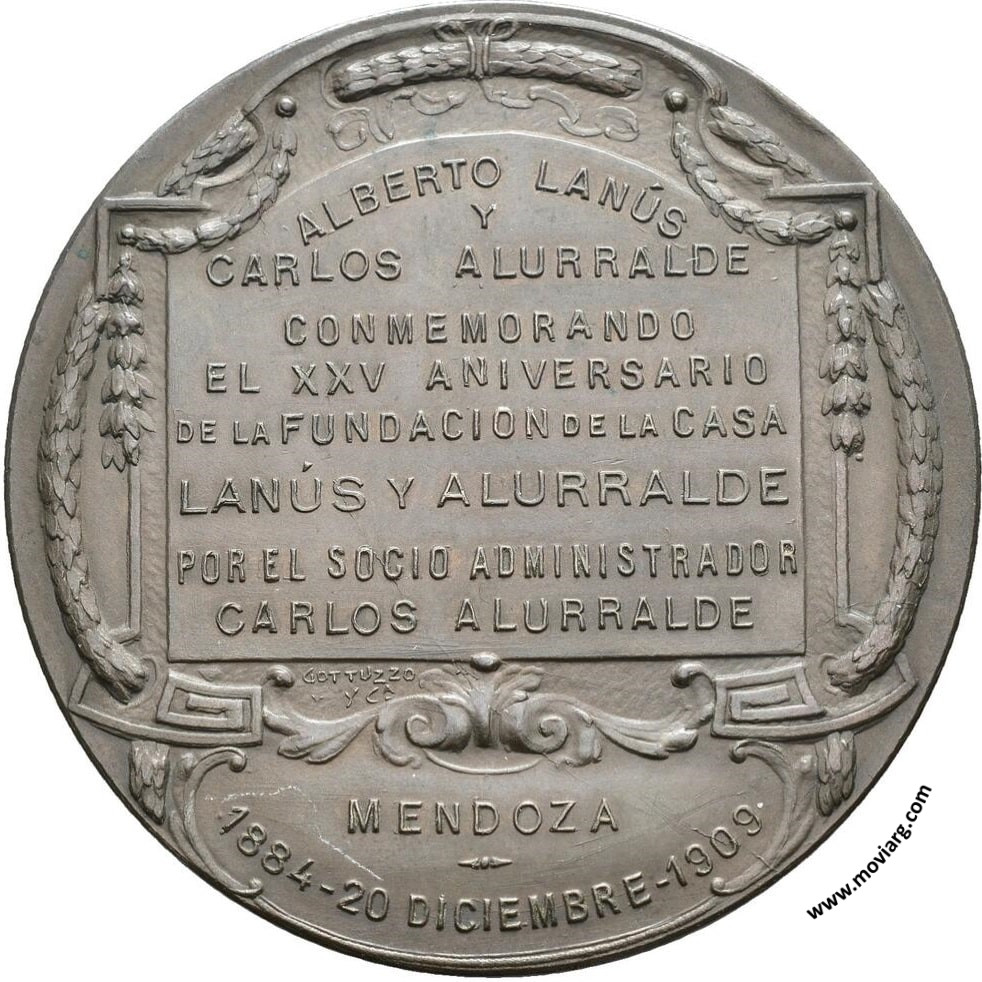 ALBERTO LANÚS
Y
CARLOS ALURRALDE
CONMEMORANDO
EL XXV ANIVERSARIO
DE LA FUNDACION DE LA CASA
LANÚS Y ALURRALDE
POR EL SOCIO ADMINISTRADOR
CARLOS ALURRALDE
GOTTUZZO
Y Cª
MENDOZA
1884-20 DICIEMBRE-1909
www.moviarg.com